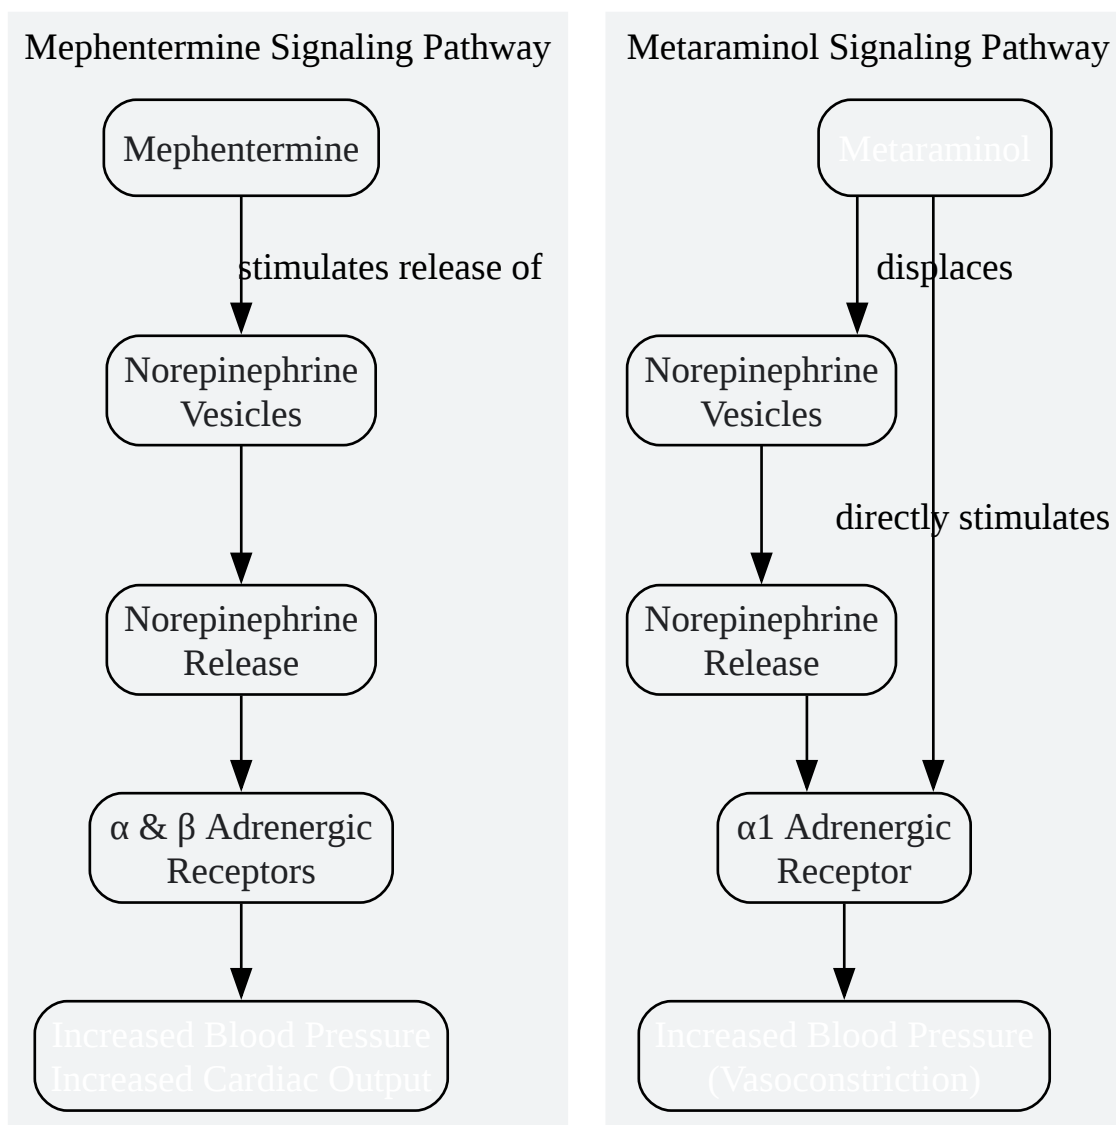 Mephentermine Signaling Pathway
Mephentermine
stimulates release of
Norepinephrine
Vesicles
Norepinephrine
Release
α & β Adrenergic
Receptors
Increased Blood Pressure
Increased Cardiac Output
Metaraminol Signaling Pathway
Metaraminol
displaces
Norepinephrine
Vesicles
directly stimulates
Norepinephrine
Release
α1 Adrenergic
Receptor
Increased Blood Pressure
(Vasoconstriction)